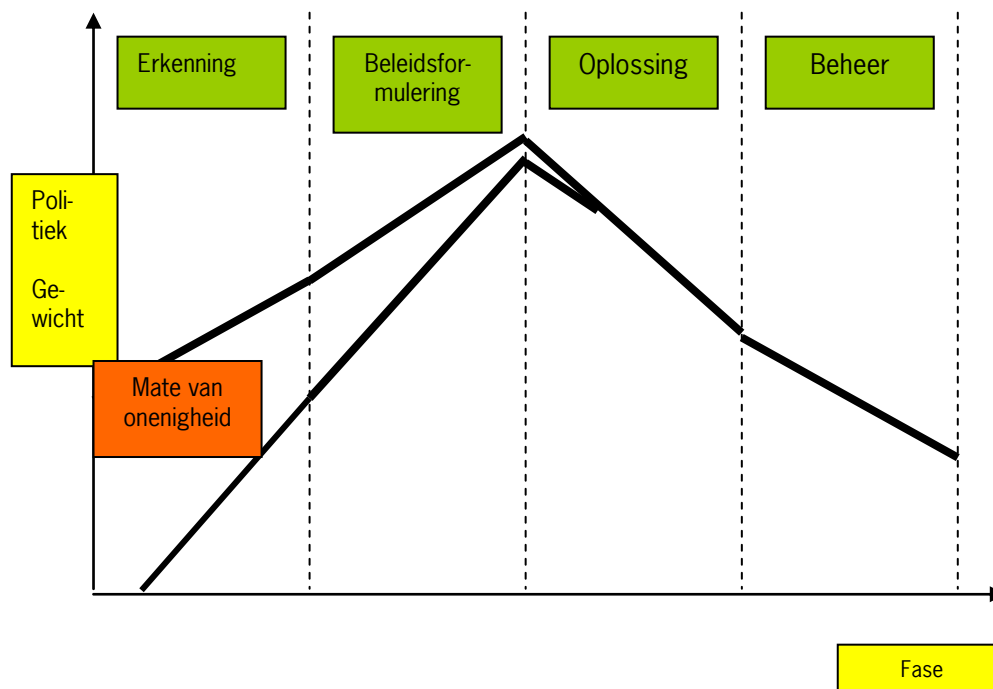 Erkenning
Beleidsfor-
mulering
Oplossing
Beheer
Poli-
tiek
Ge-
wicht
Mate van
onenigheid
Fase